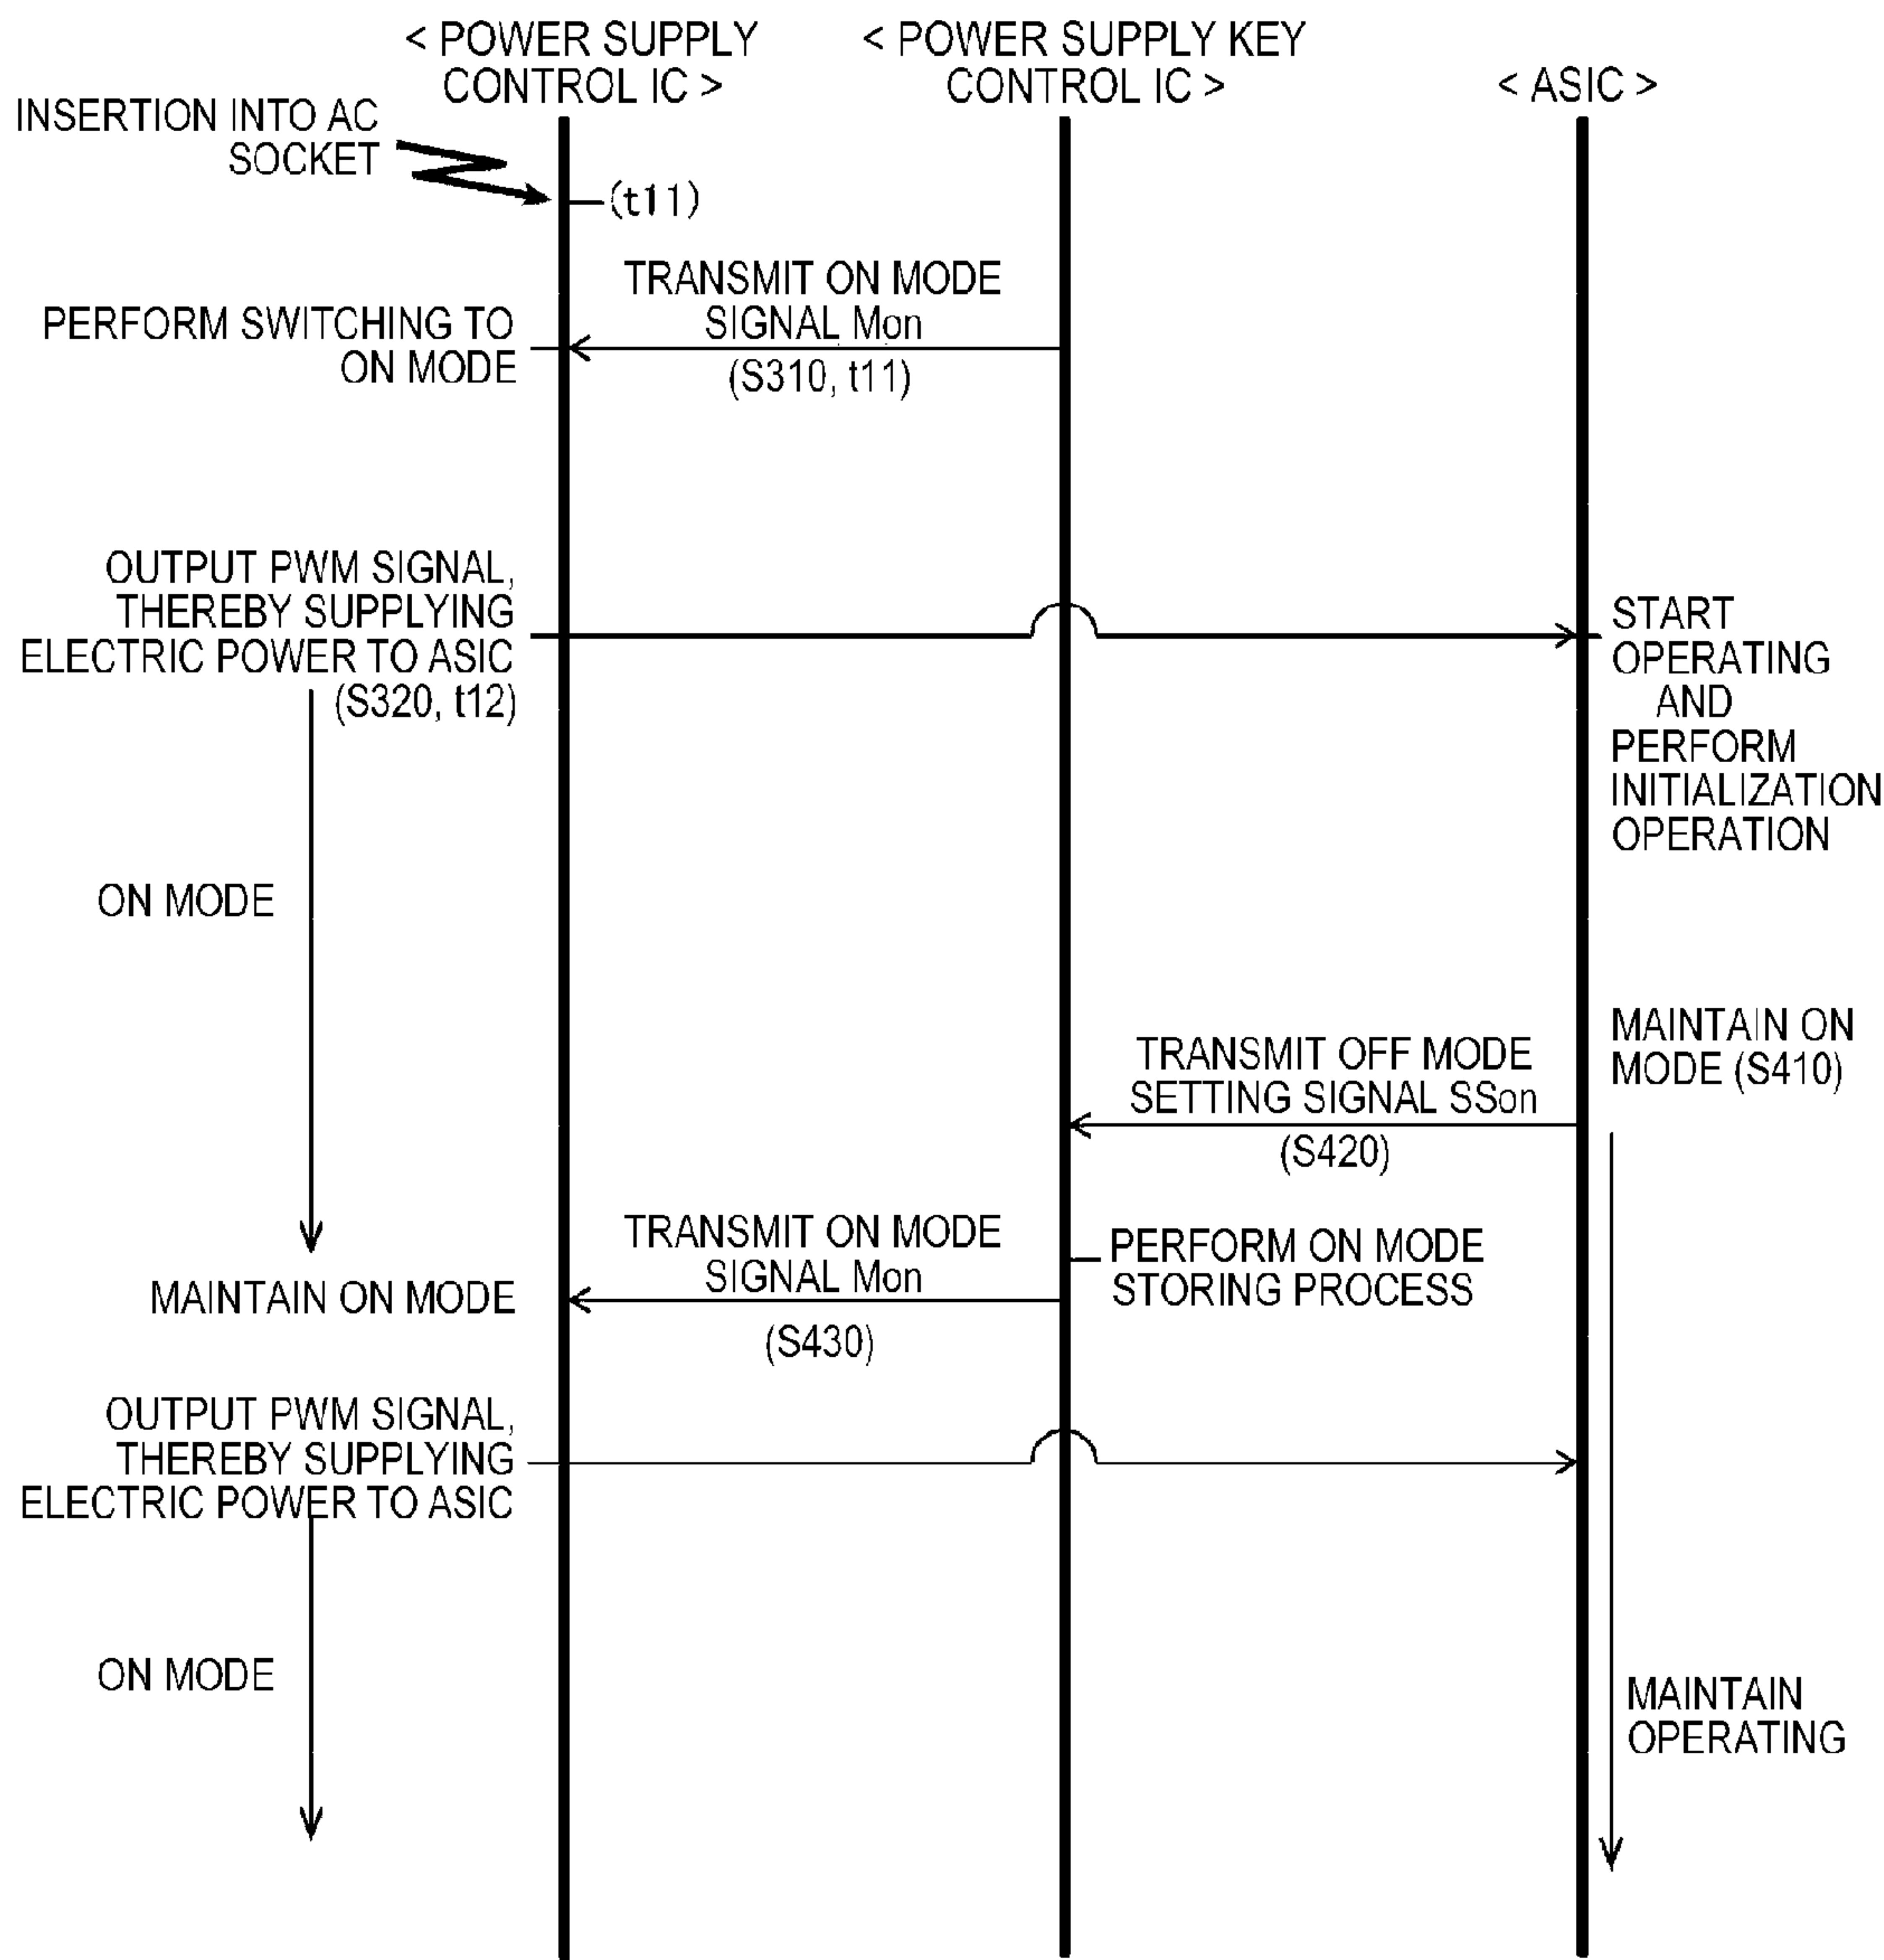 < POWER SUPPLY
CONTROL IC >
< POWER SUPPLY KEY
CONTROL IC >
< ASIC >
INSERTION INTO AC
SOCKET
(t11)
TRANSMIT ON MODE
SIGNAL Mon
(S310, t11)
PERFORM SWITCHING TO
ON MODE
OUTPUT PWM SIGNAL,
THEREBY SUPPLYING
ELECTRIC POWER TO ASIC
(S320, t12)
START
OPERATING
AND
PERFORM
INITIALIZATION
OPERATION
ON MODE
MAINTAIN ON
MODE (S410)
TRANSMIT OFF MODE
SETTING SIGNAL SSon
(S420)
TRANSMIT ON MODE
SIGNAL Mon
(S430)
PERFORM ON MODE
STORING PROCESS
MAINTAIN ON MODE
OUTPUT PWM SIGNAL,
THEREBY SUPPLYING
ELECTRIC POWER TO ASIC
ON MODE
MAINTAIN
OPERATING